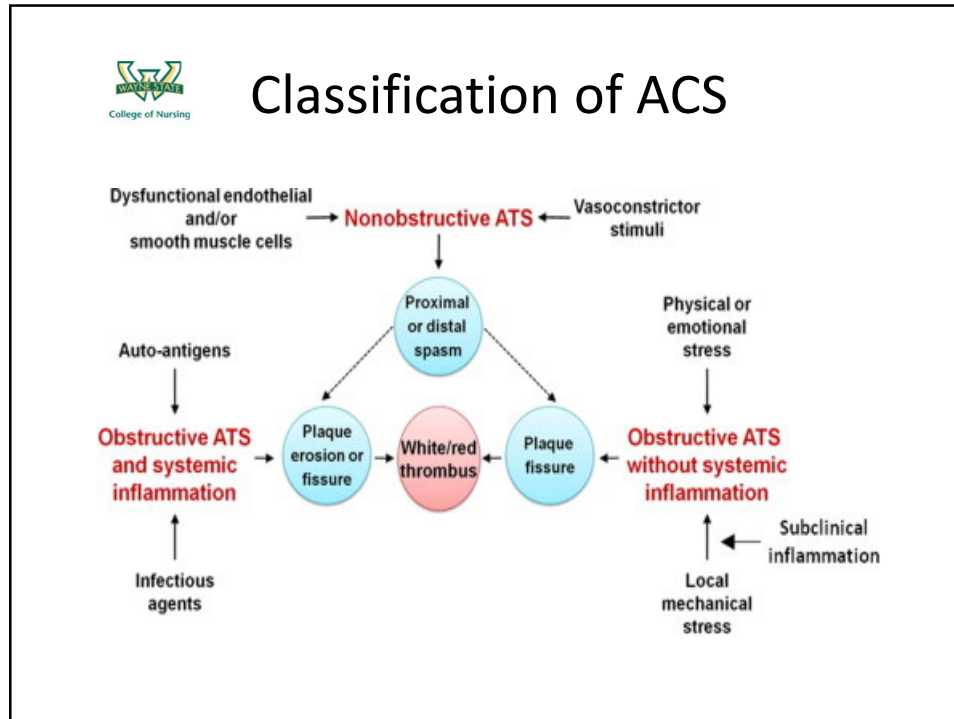 WAYNE STATE
College of Nursing
Classification of ACS
Dysfunctional endothelial
and/or
smooth muscle cells
Nonobstructive ATS
Vasoconstrictor
stimuli
Proximal
or distal
spasm
Physical or
emotional
stress
Auto-antigens
Obstructive ATS
and systemic
inflammation
Plaque
erosion or
fissure
White/red
thrombus
Plaque
fissure
Obstructive ATS
without systemic
inflammation
Subclinical
inflammation
Infectious
agents
Local
mechanical
stress